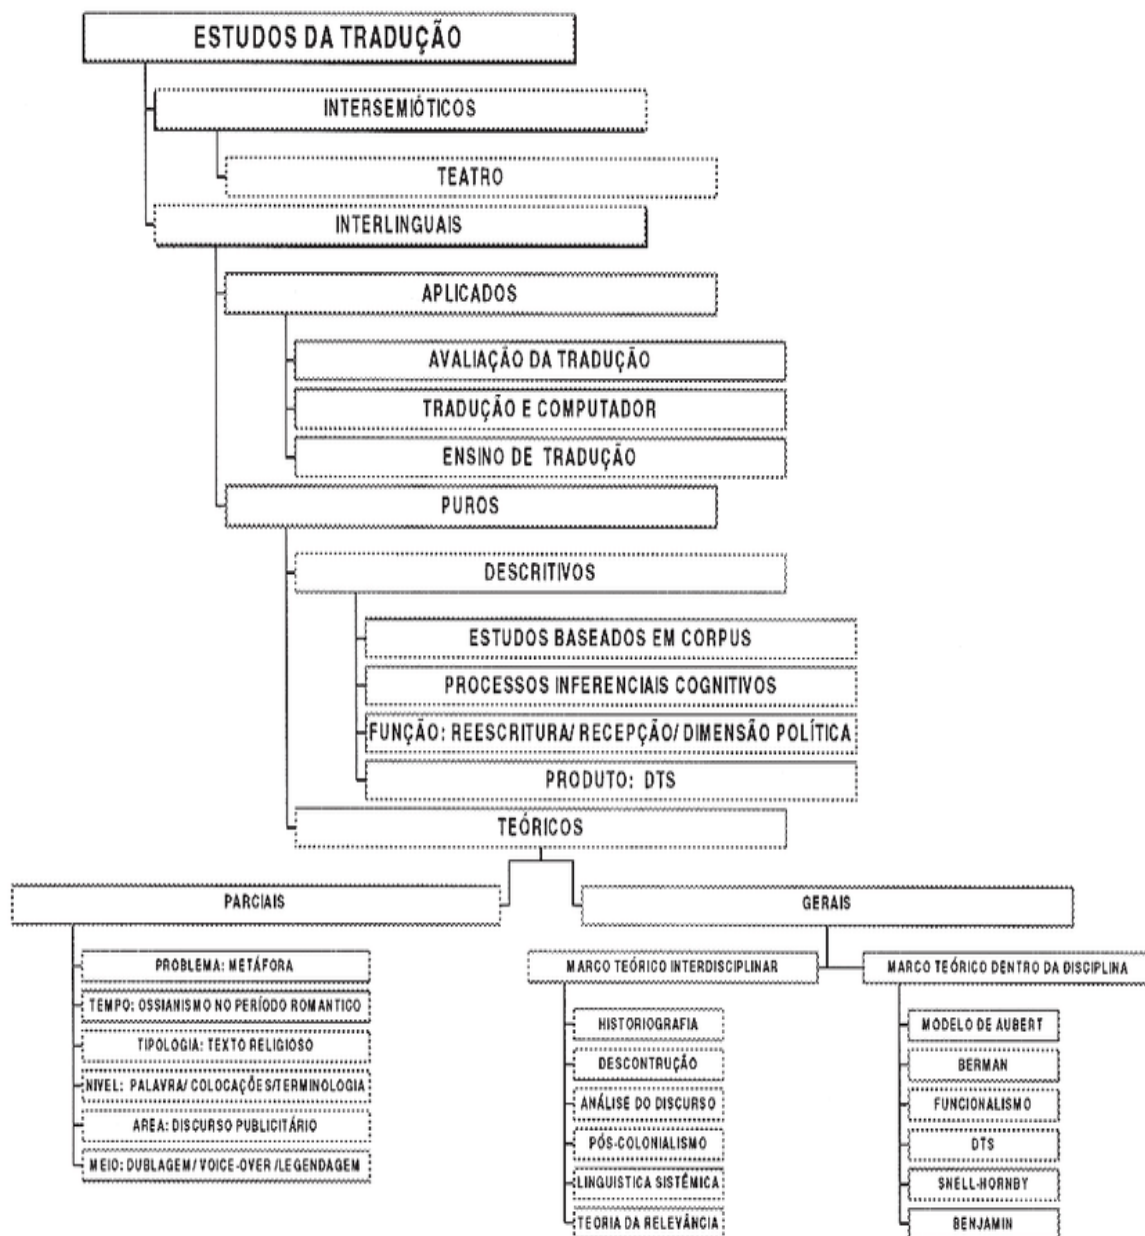 ESTUDOS DA TRADUÇÃO
INTERSEMIÓTICOS
TEATRO
INTERLINGUAIS
APLICADOS
AVALIAÇÃO DA TRADUÇÃO
TRADUÇÃO E COMPUTADOR
ENSINO DE TRADUÇÃO
PUROS
DESCRITIVOS
ESTUDOS BASEADOS EM CORPUS
PROCESSOS INFERENCIAIS COGNITIVOS
FUNÇÃO: REESCRITURA/ RECEPÇÃO/ DIMENSÃO POLÍTICA
PRODUTO: DTS
TEÓRICOS
PARCIAIS
PROBLEMA: METÁFORA
TEMPO: OSSIANISMO NO PERÍODO ROMANTICO
TIPOLOGIA: TEXTO RELIGIOSO
NIVEL: PALAVRA/ COLOCAÇÕES/TERMINOLOGIA
AREA: DISCURSO PUBLICITÁRIO
MEIO: DUBLAGEM/ VOICE-OVER /LEGENDAGEM
GERAIS
MARCO TEÓRICO INTERDISCIPLINAR
HISTORIOGRAFIA
DESCONTRUÇÃO
ANÁLISE DO DISCURSO
PÓS-COLONIALISMO
LINGUISTICA SISTÊMICA
TEORIA DA RELEVÂNCIA
MARCO TEÓRICO DENTRO DA DISCIPLINA
MODELO DE AUBERT
BERMAN
FUNCIONALISMO
DTS
SNELL-HORNBY
BENJAMIN